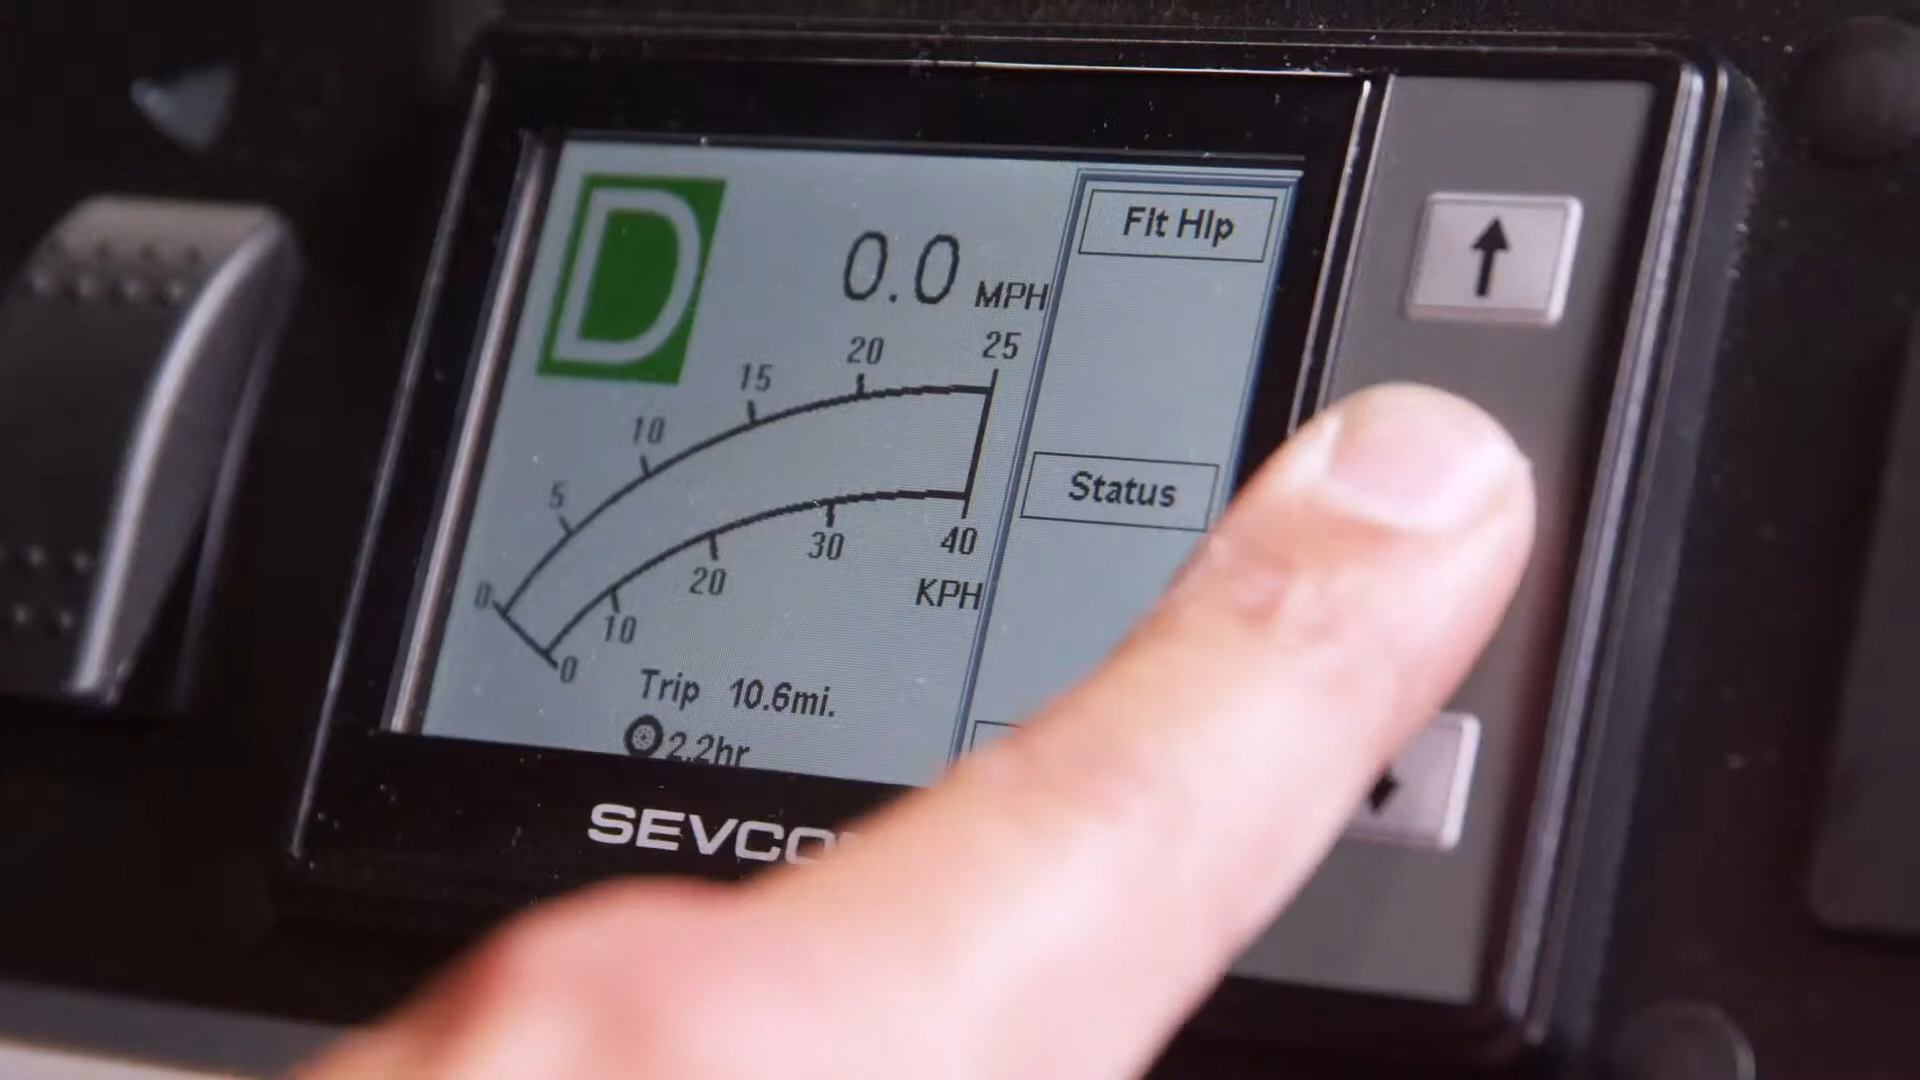 D
0.0 MPH
Flt Hlp
0 5 10 15 20 25
Status
0 10 20 30 40
KPH
Trip 10.6mi.
2.2hr
SEVCO